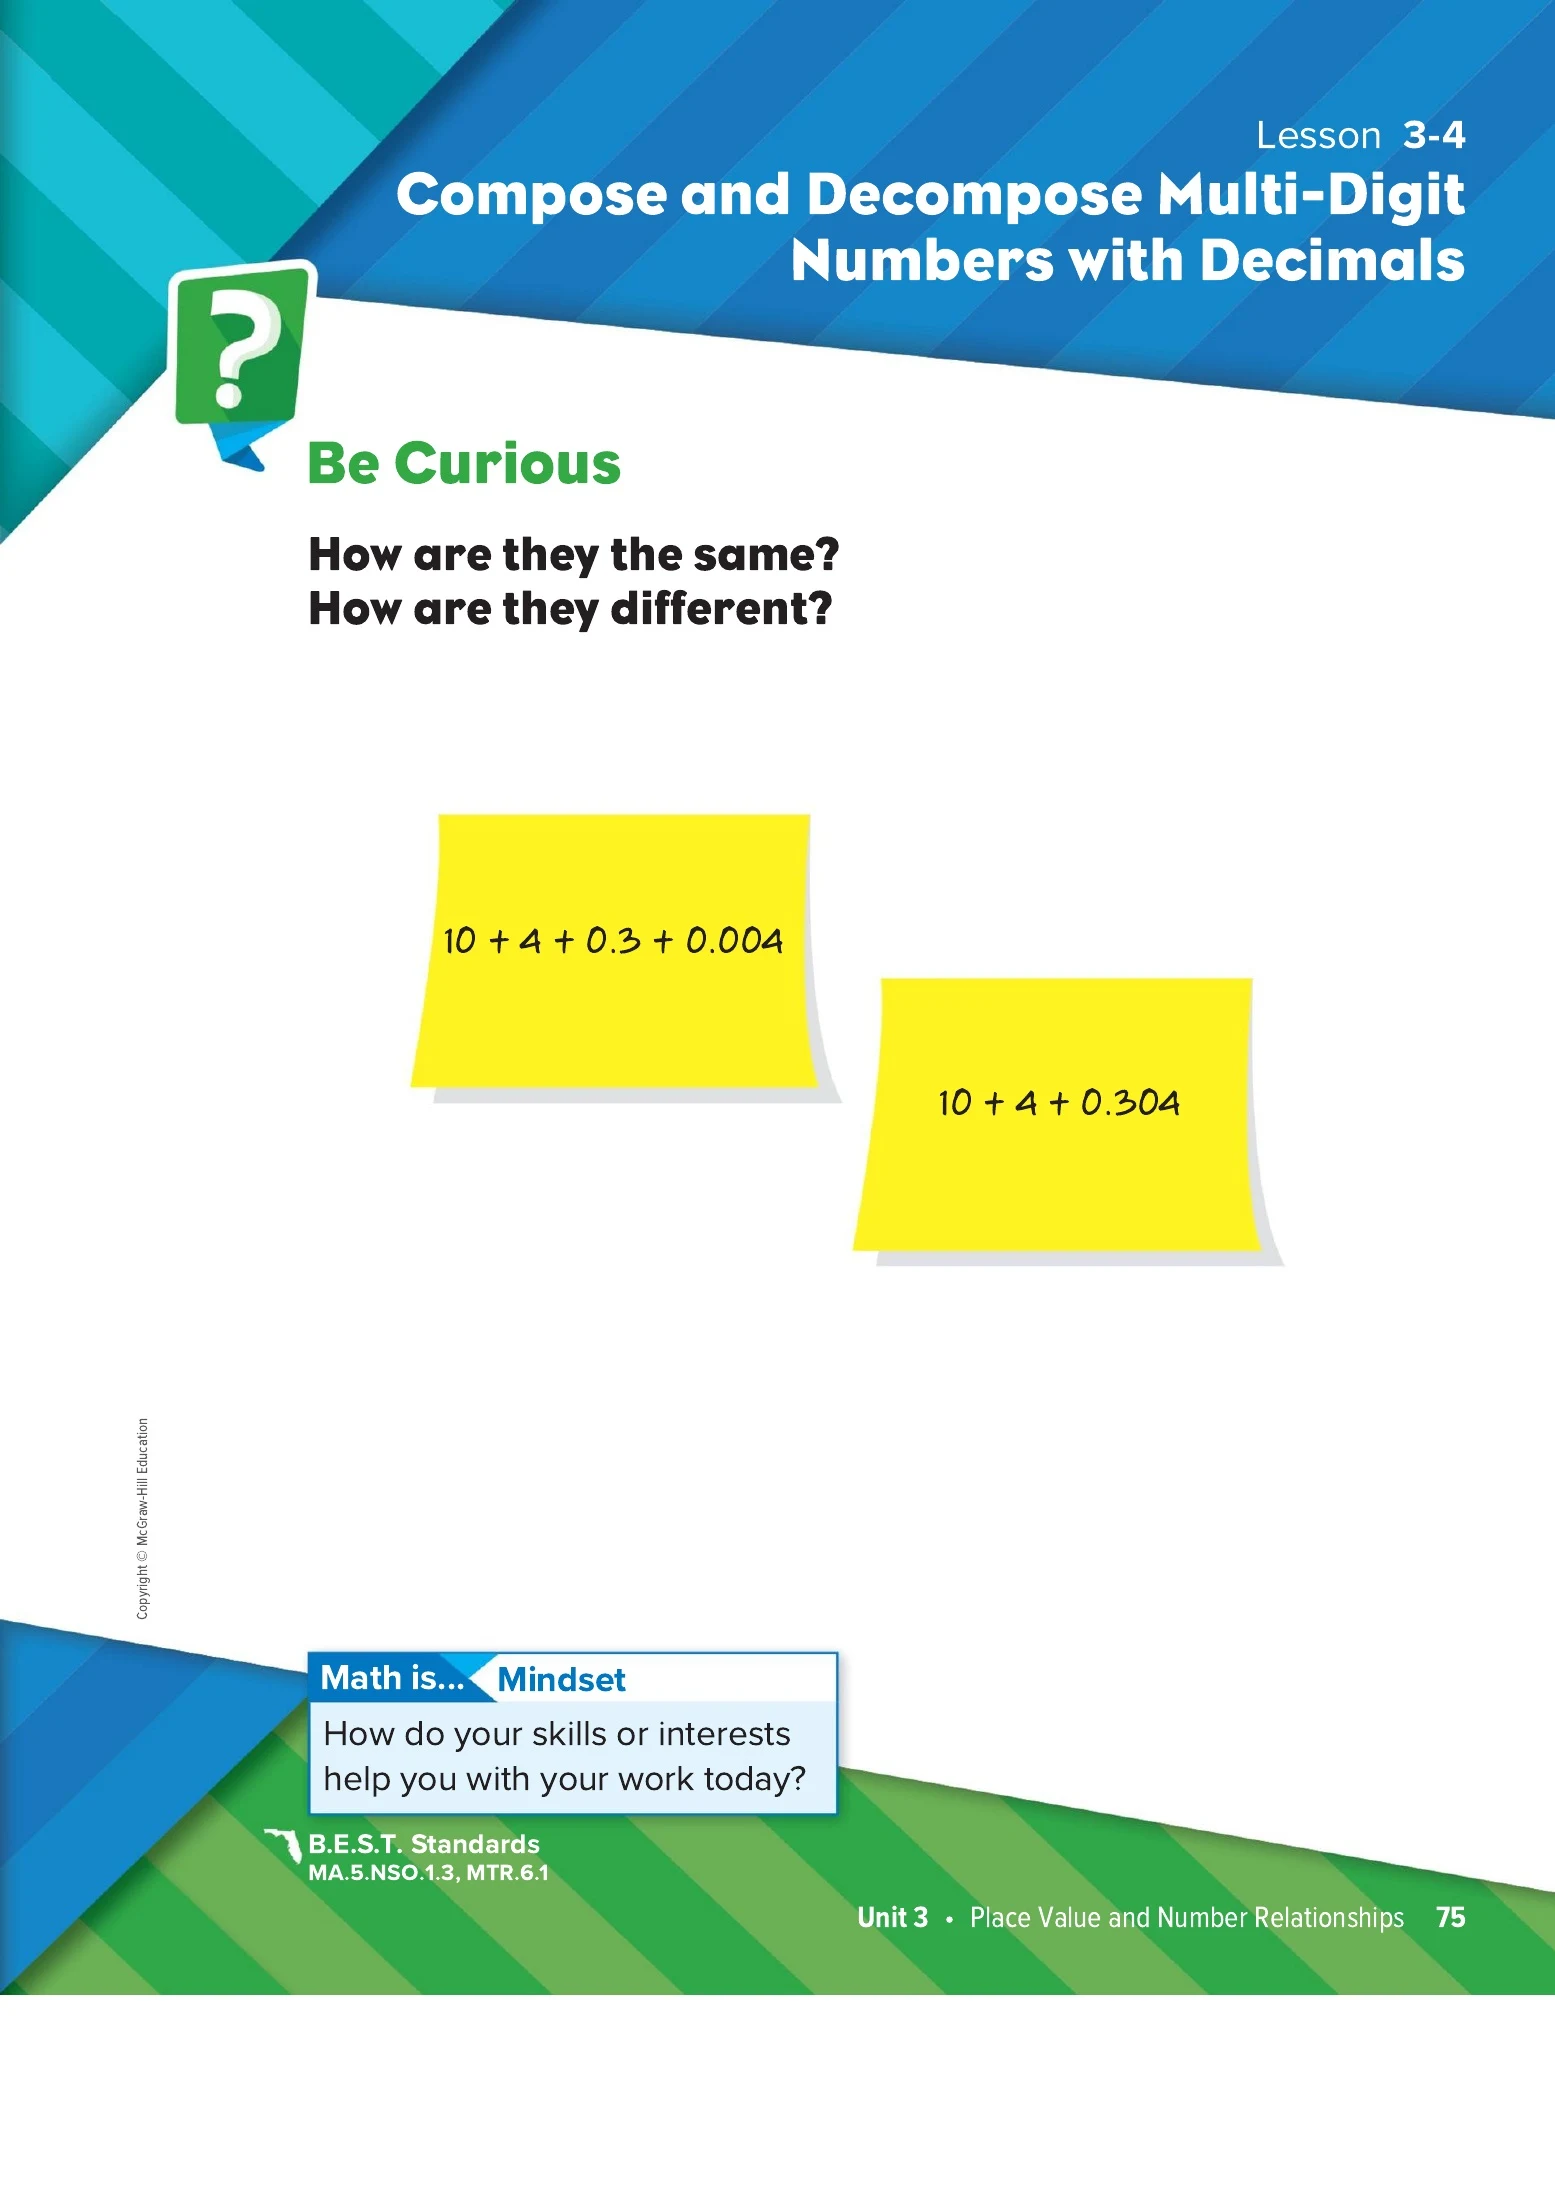 Lesson 3-4
Compose and Decompose Multi-Digit
Numbers with Decimals
?
Be Curious
How are they the same?
How are they different?
10 + 4 + 0.3 + 0.004
10 + 4 + 0.304
Copyright © McGraw-Hill Education
Math is... Mindset
How do your skills or interests
help you with your work today?
B.E.S.T. Standards
MA.5.NSO.1.3, MTR.6.1
Unit 3 • Place Value and Number Relationships 75